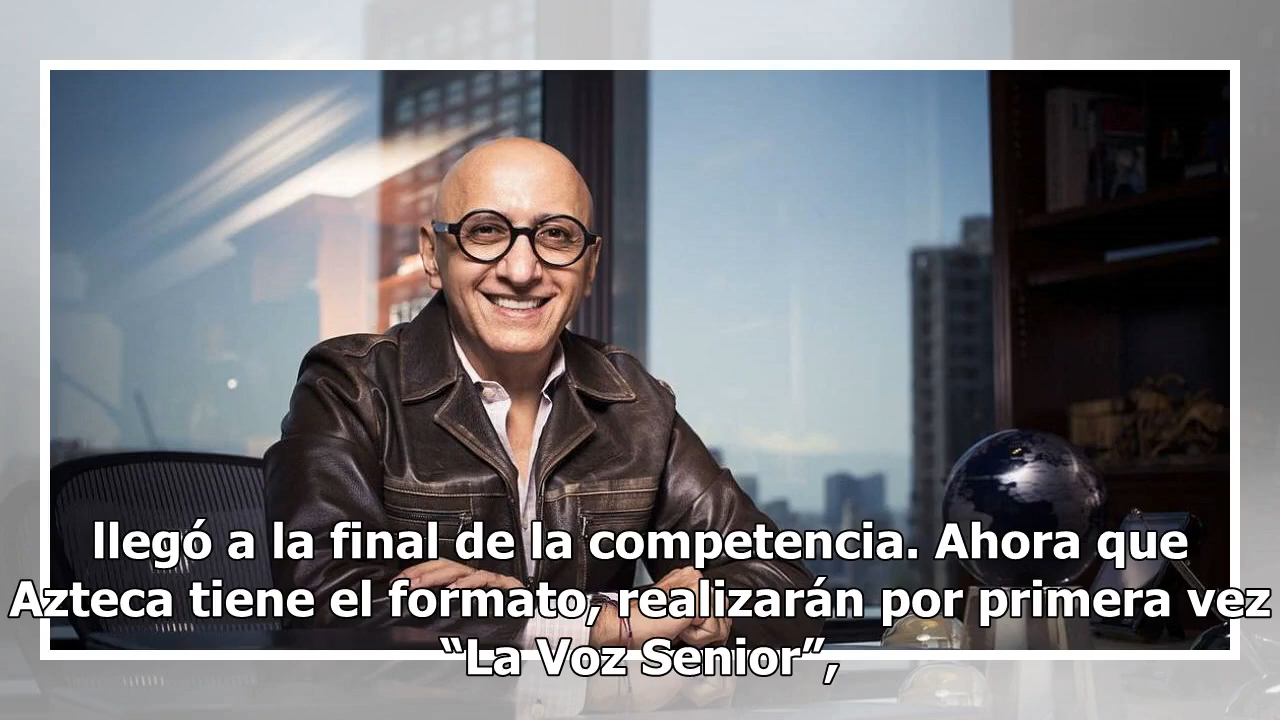 llegó a la final de la competencia. Ahora que
Azteca tiene el formato, realizarán por primera vez
“La Voz Senior”,